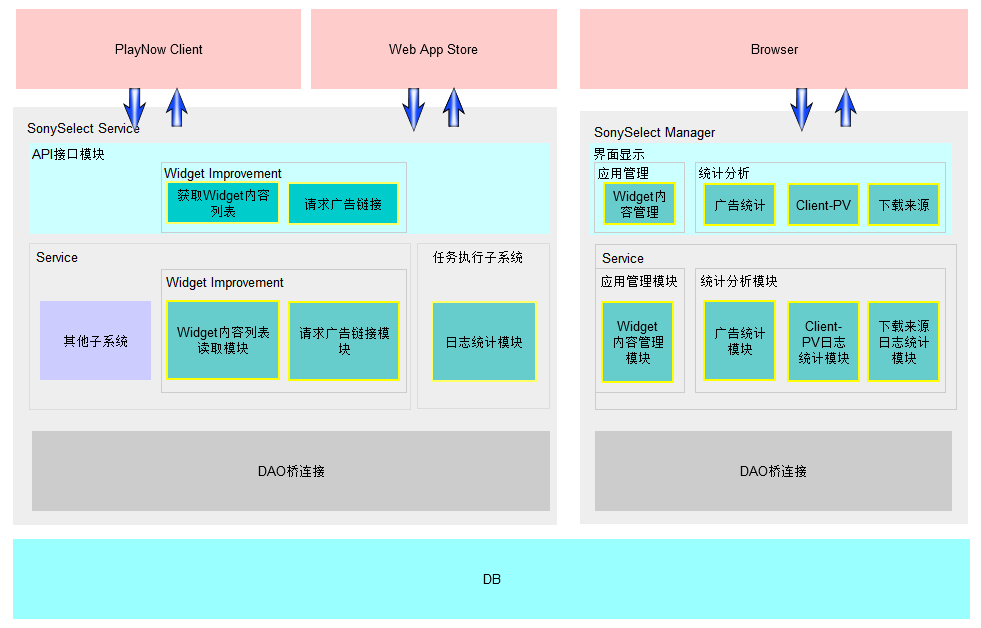 PlayNow Client
Web App Store
Browser
SonySelect Service
API接口模块
Widget Improvement
获取Widget内容
列表
请求广告链接
Service
Widget Improvement
其他子系统
Widget内容列表
读取模块
请求广告链接模
块
任务执行子系统
日志统计模块
DAO桥连接
SonySelect Manager
界面显示
应用管理
Widget内
容管理
统计分析
广告统计
Client-PV
下载来源
Service
应用管理模块
Widget
内容管理
模块
统计分析模块
广告统计
模块
Client-
PV日志
统计模块
下载来源
日志统计
模块
DAO桥连接
DB